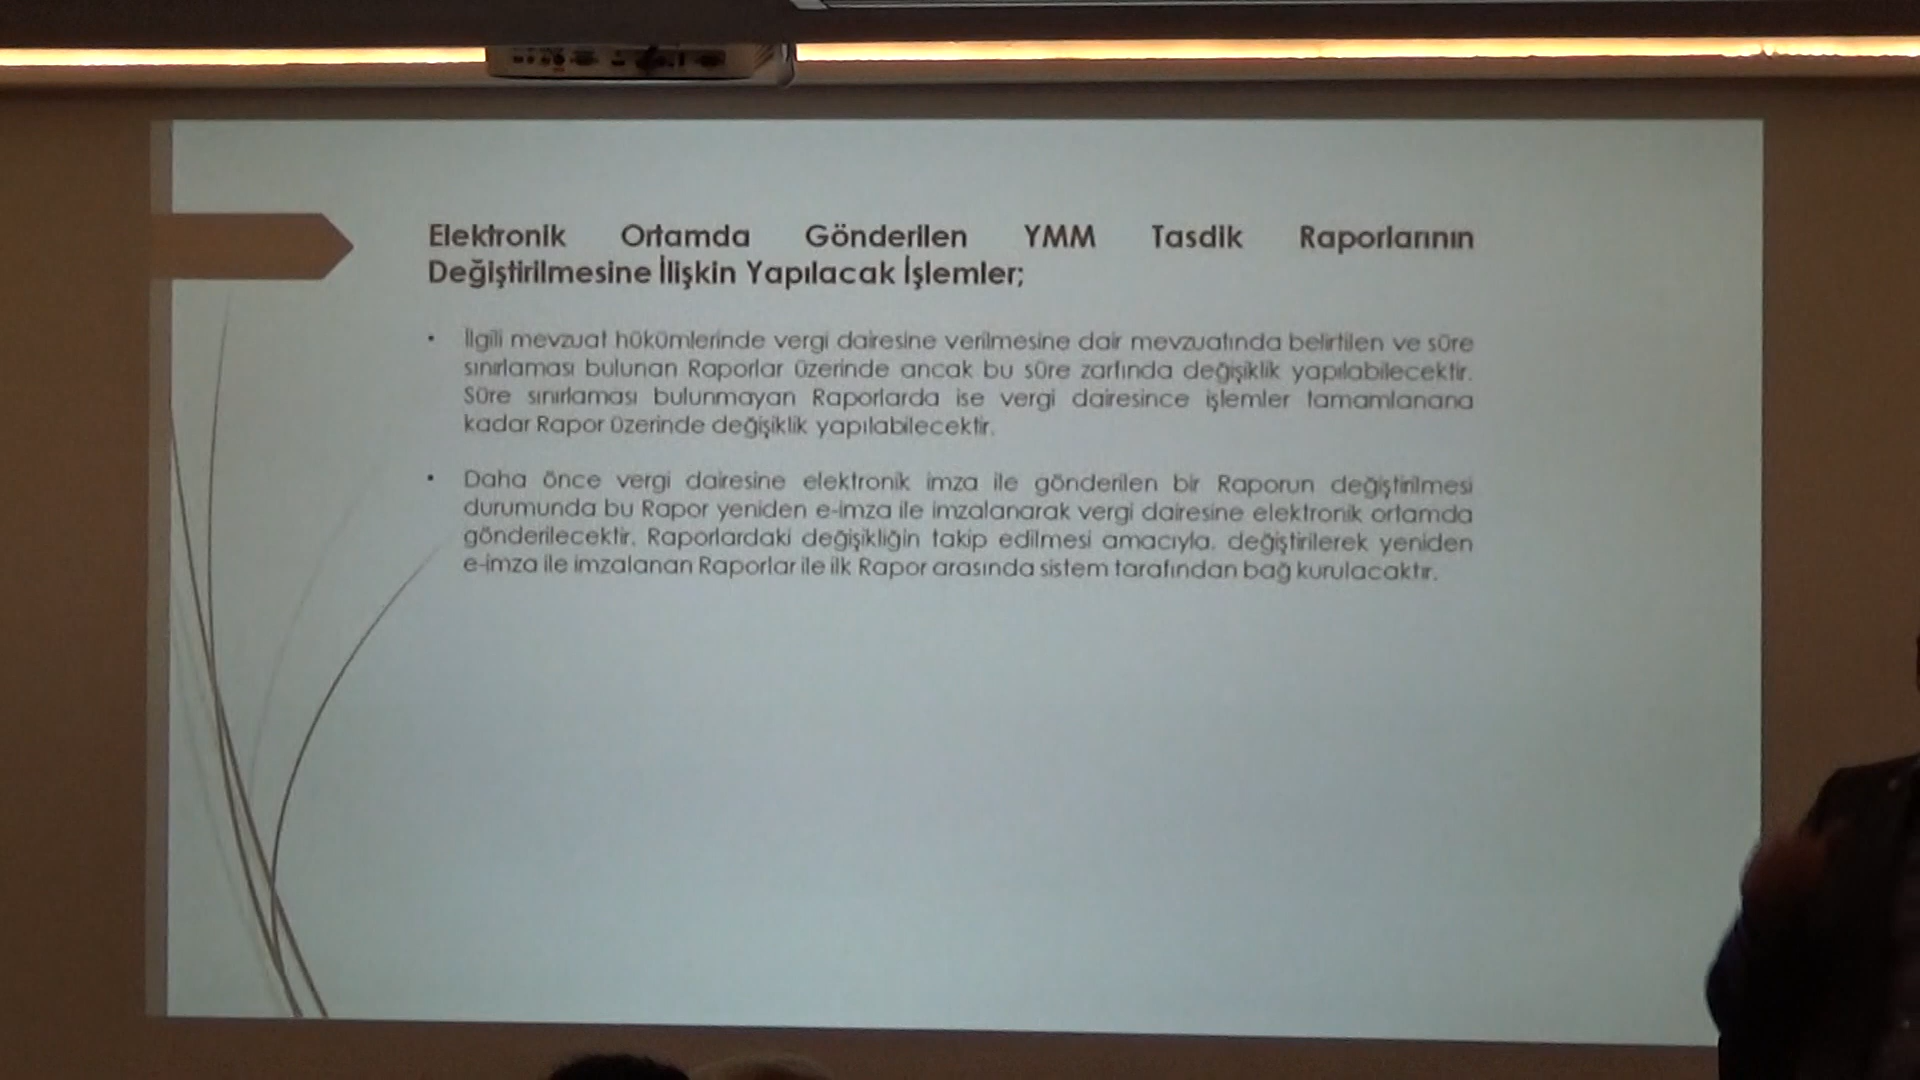 Elektronik Ortamda Gönderilen YMM Tasdik Raporlarının
Değiştirilmesine İlişkin Yapılacak İşlemler;
• İlgili mevzuat hükümlerinde vergi dairesine verilmesine dair mevzuatında belirtilen ve süre
sınırlaması bulunan Raporlar üzerinde ancak bu süre zarfında değişiklik yapılabilecektir.
Süre sınırlaması bulunmayan Raporlarda ise vergi dairesince işlemler tamamlanana
kadar Rapor üzerinde değişiklik yapılabilecektir.
• Daha önce vergi dairesine elektronik imza ile gönderilen bir Raporun değiştirilmesi
durumunda bu Rapor yeniden e-imza ile imzalanarak vergi dairesine elektronik ortamda
gönderilecektir. Raporlardaki değişikliğin takip edilmesi amacıyla, değiştirilerek yeniden
e-imza ile imzalanan Raporlar ile ilk Rapor arasında sistem tarafından bağ kurulacaktır.